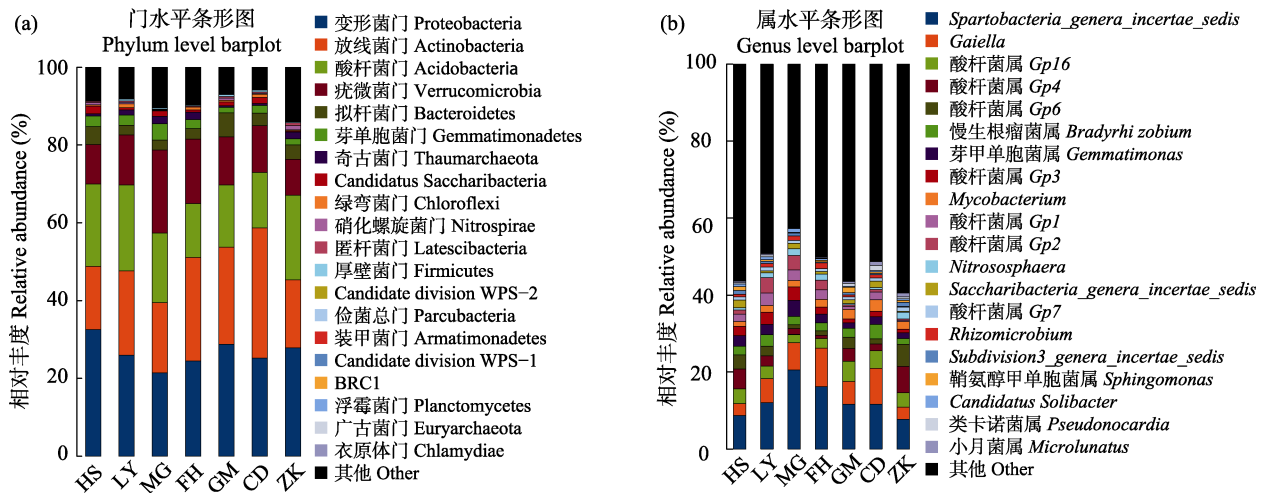 (a)
门水平条形图
Phylum level barplot
相对丰度 Relative abundance (%)
100
80
60
40
20
0
HS
LY
MG
FH
GM
CD
ZK
变形菌门 Proteobacteria
放线菌门 Actinobacteria
酸杆菌门 Acidobacteria
疣微菌门 Verrucomicrobia
拟杆菌门 Bacteroidetes
芽单胞菌门 Gemmatimonadetes
奇古菌门 Thaumarchaeota
Candidatus Saccharibacteria
绿弯菌门 Chloroflexi
硝化螺旋菌门 Nitrospirae
匿杆菌门 Latescibacteria
厚壁菌门 Firmicutes
Candidate division WPS−2
俭菌总门 Parcubacteria
装甲菌门 Armatimonadetes
Candidate division WPS−1
BRC1
浮霉菌门 Planctomycetes
广古菌门 Euryarchaeota
衣原体门 Chlamydiae
其他 Other
(b)
属水平条形图
Genus level barplot
相对丰度 Relative abundance (%)
100
80
60
40
20
0
HS
LY
MG
FH
GM
CD
ZK
Spartobacteria_genera_incertae_sedis
Gaiella
酸杆菌属 Gp16
酸杆菌属 Gp4
酸杆菌属 Gp6
慢生根瘤菌属 Bradyrhi zobium
芽甲单胞菌属 Gemmatimonas
酸杆菌属 Gp3
Mycobacterium
酸杆菌属 Gp1
酸杆菌属 Gp2
Nitrososphaera
Saccharibacteria_genera_incertae_sedis
酸杆菌属 Gp7
Rhizomicrobium
Subdivision3_genera_incertae_sedis
鞘氨醇甲单胞菌属 Sphingomonas
Candidatus Solibacter
类卡诺菌属 Pseudonocardia
小月菌属 Microlunatus
其他 Other